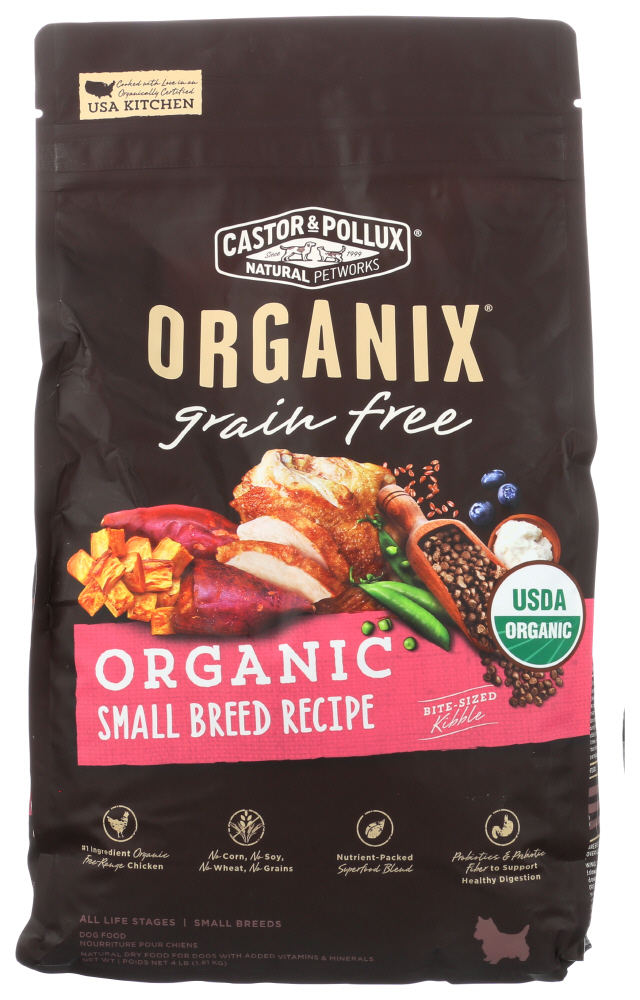 Cooked with Love in an
Organically Certified
USA KITCHEN
CASTOR & POLLUX®
Since 1999
NATURAL PETWORKS
ORGANIX®
grain free
USDA
ORGANIC
ORGANIC
SMALL BREED RECIPE
BITE-SIZED
Kibble
#1 Ingredient Organic
Free-Range Chicken
No Corn, No Soy,
No Wheat, No Grains
Nutrient-Packed
Superfood Blend
Probiotics & Prebiotic
Fiber to Support
Healthy Digestion
ALL LIFE STAGES | SMALL BREEDS
DOG FOOD
NOURRITURE POUR CHIENS
NATURAL DRY FOOD FOR DOGS WITH ADDED VITAMINS & MINERALS
NET WT | POIDS NET 4 LB (1.81 KG)